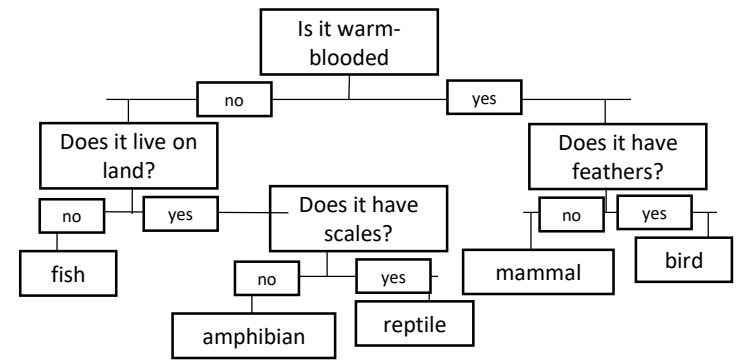 Is it warm-
blooded
no
yes
Does it live on
land?
Does it have
feathers?
no
yes
Does it have
scales?
no
yes
fish
mammal
bird
no
yes
amphibian
reptile